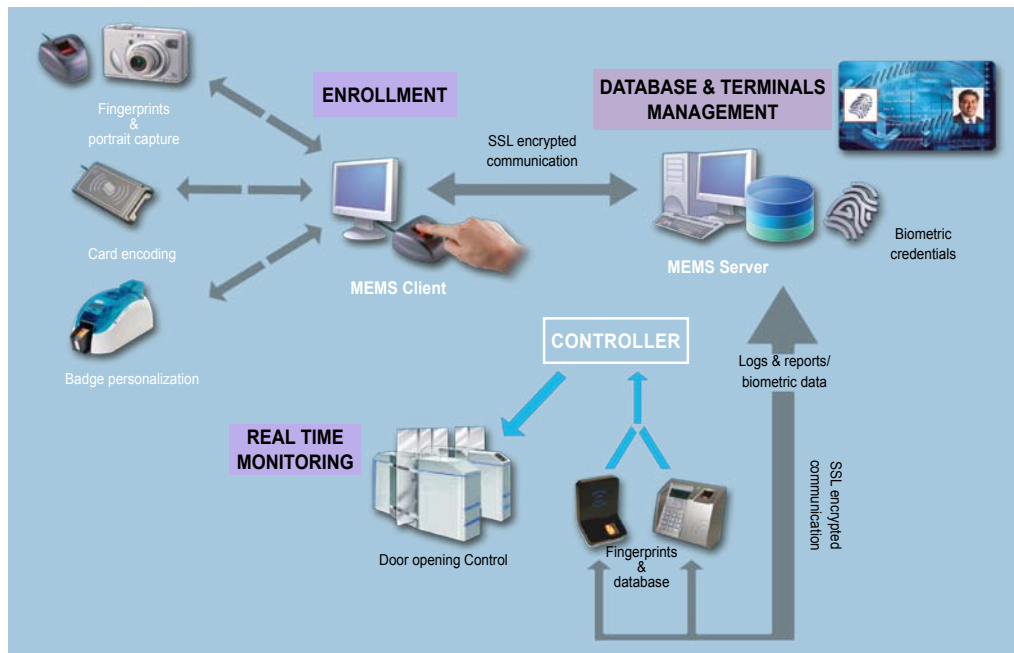 ENROLLMENT
DATABASE & TERMINALS
MANAGEMENT
Fingerprints
&
portrait capture
SSL encrypted
communication
Card encoding
MEMS Client
MEMS Server
Biometric
credentials
Badge personalization
CONTROLLER
Logs & reports/
biometric data
REAL TIME
MONITORING
SSL encrypted
communication
Door opening Control
Fingerprints
&
database